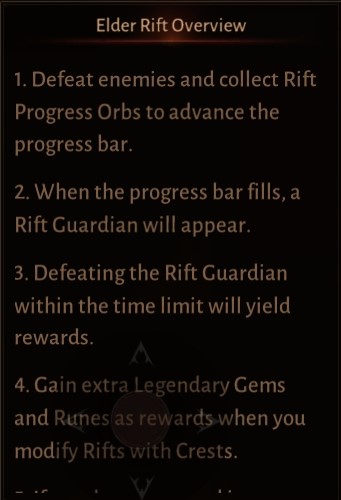 Elder Rift Overview
1. Defeat enemies and collect Rift
Progress Orbs to advance the
progress bar.
2. When the progress bar fills, a
Rift Guardian will appear.
3. Defeating the Rift Guardian
within the time limit will yield
rewards.
4. Gain extra Legendary Gems
and Runes as rewards when you
modify Rifts with Crests.